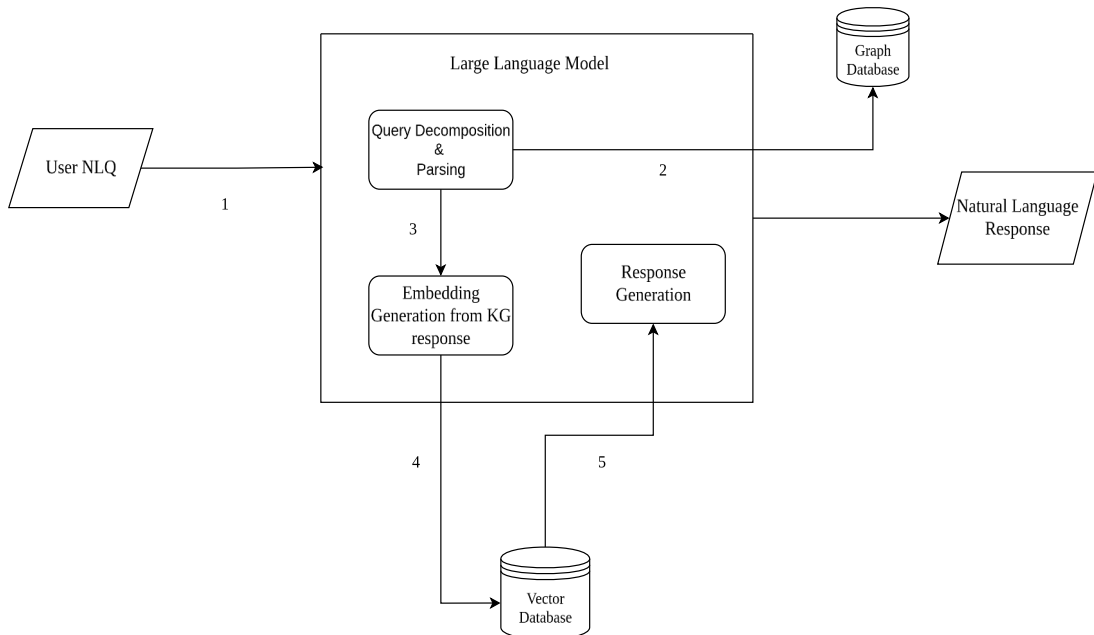 Large Language Model
Graph
Database
Query Decomposition
&
Parsing
User NLQ
1
2
3
Natural Language
Response
Response
Generation
Embedding
Generation from KG
response
4
5
Vector
Database